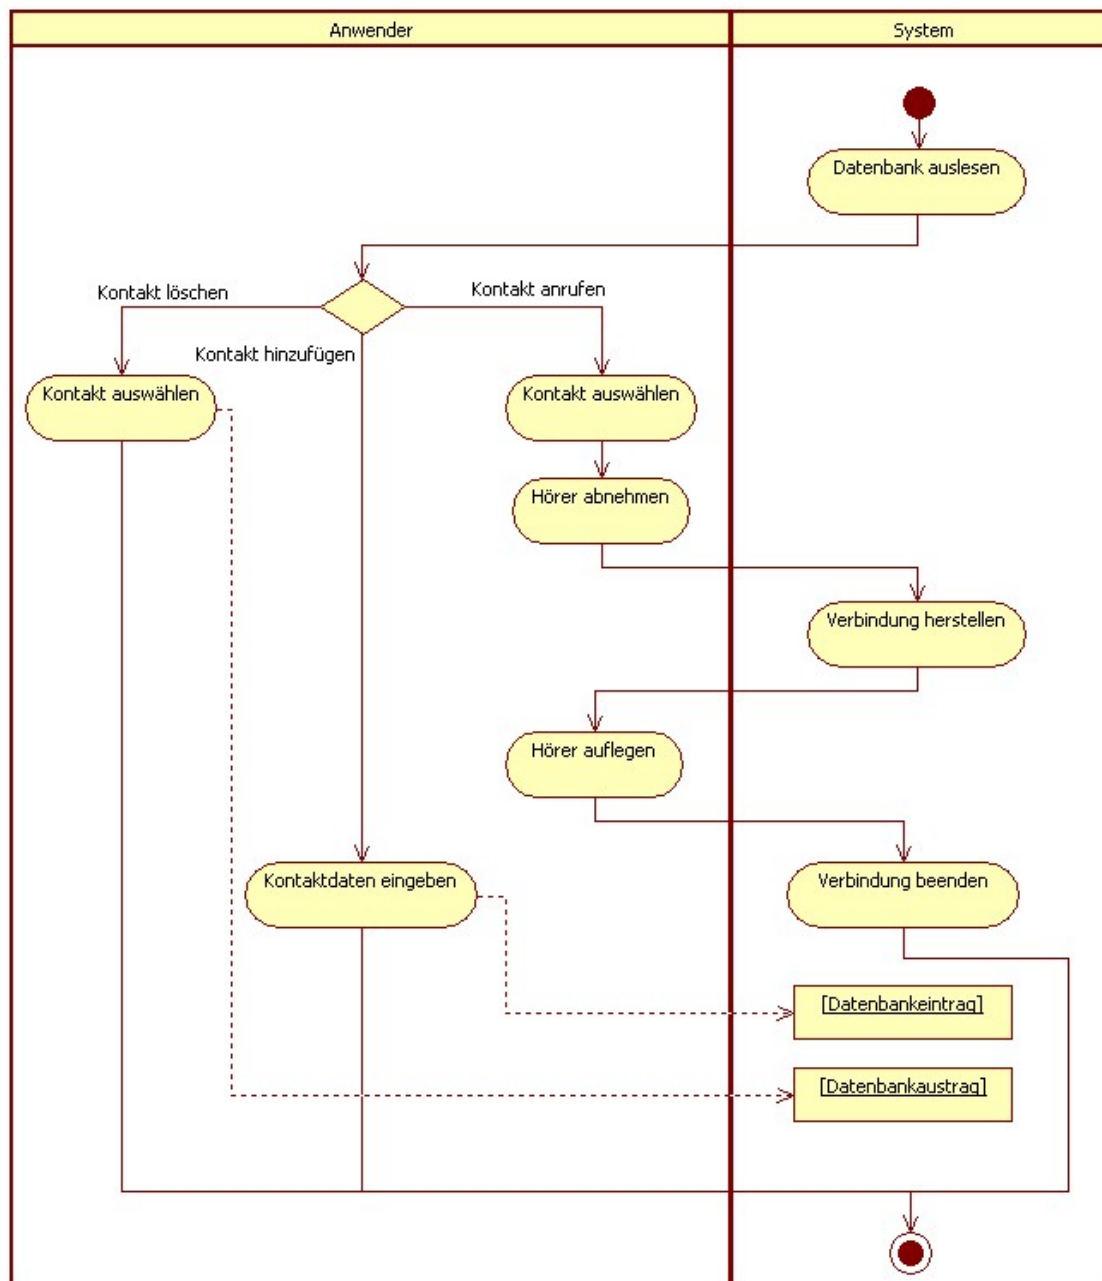 Anwender
System
Datenbank auslesen
Kontakt löschen
Kontakt anrufen
Kontakt hinzufügen
Kontakt auswählen
Kontakt auswählen
Hörer abnehmen
Verbindung herstellen
Hörer auflegen
Kontaktdaten eingeben
Verbindung beenden
[Datenbankeintrag]
[Datenbankaustrag]